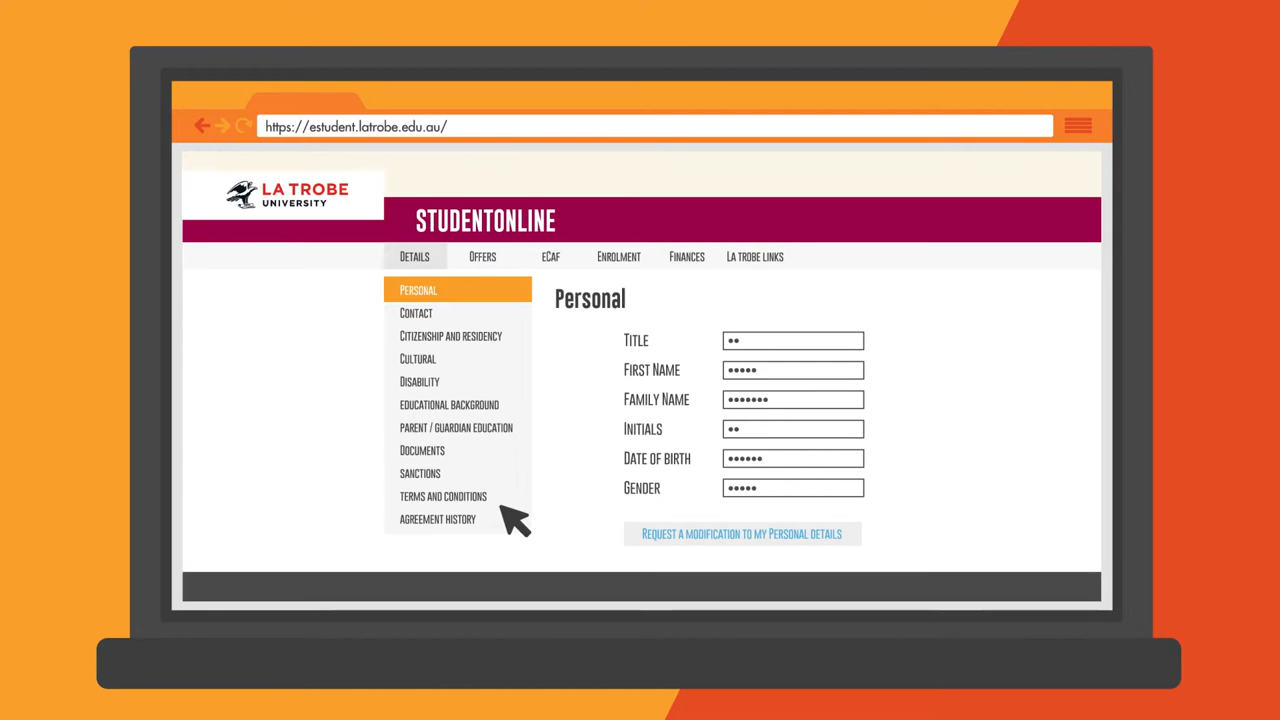 https://estudent.latrobe.edu.au/
LA TROBE
UNIVERSITY
STUDENTONLINE
DETAILS OFFERS eCAF ENROLMENT FINANCES LA TROBE LINKS
PERSONAL
CONTACT
CITIZENSHIP AND RESIDENCY
CULTURAL
DISABILITY
EDUCATIONAL BACKGROUND
PARENT / GUARDIAN EDUCATION
DOCUMENTS
SANCTIONS
TERMS AND CONDITIONS
AGREEMENT HISTORY
Personal
TITLE ••
FIRST NAME •••••
FAMILY NAME •••••••
INITIALS ••
DATE OF BIRTH ••••••
GENDER •••••
REQUEST A MODIFICATION TO MY PERSONAL DETAILS